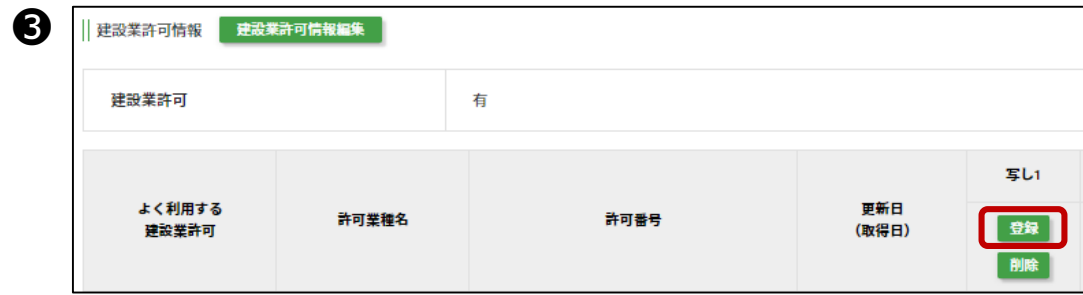 ❸
建設業許可情報 建設業許可情報編集
建設業許可 有
写し1
よく利用する
建設業許可
許可業種名
許可番号
更新日
(取得日)
登録
削除